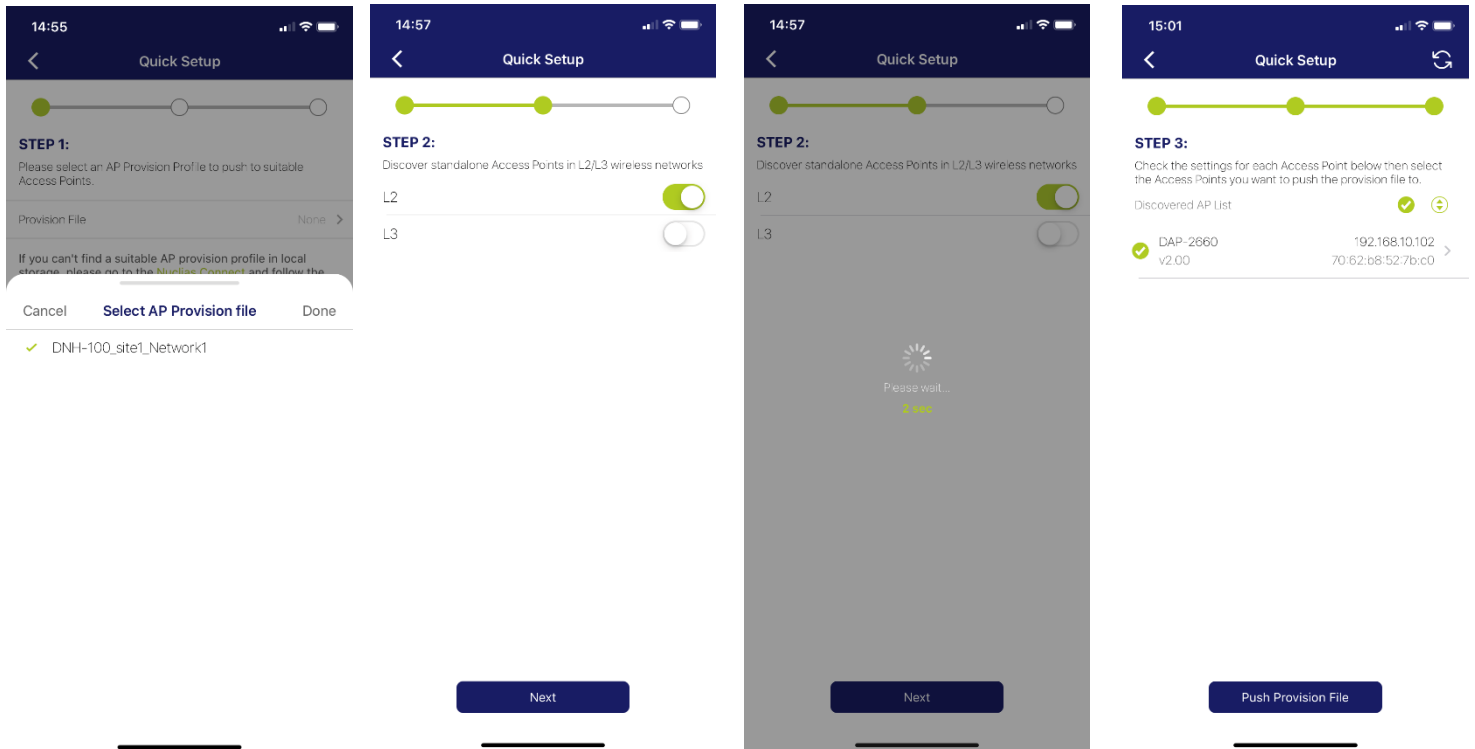 14:55
Quick Setup
STEP 1:
Please select an AP Provision Profile to push to suitable
Access Points.
Provision File None
If you can't find a suitable AP provision profile in local
storage, please go to the Nuclias Connect and follow the
Cancel Select AP Provision file Done
DNH-100_site1_Network1
14:57
Quick Setup
STEP 2:
Discover standalone Access Points in L2/L3 wireless networks
L2
L3
Next
14:57
Quick Setup
STEP 2:
Discover standalone Access Points in L2/L3 wireless networks
L2
L3
Please wait...
2 sec
Next
15:01
Quick Setup
STEP 3:
Check the settings for each Access Point below then select
the Access Points you want to push the provision file to.
Discovered AP List
DAP-2660 192.168.10.102
v2.00 70:62:b8:52:7b:c0
Push Provision File